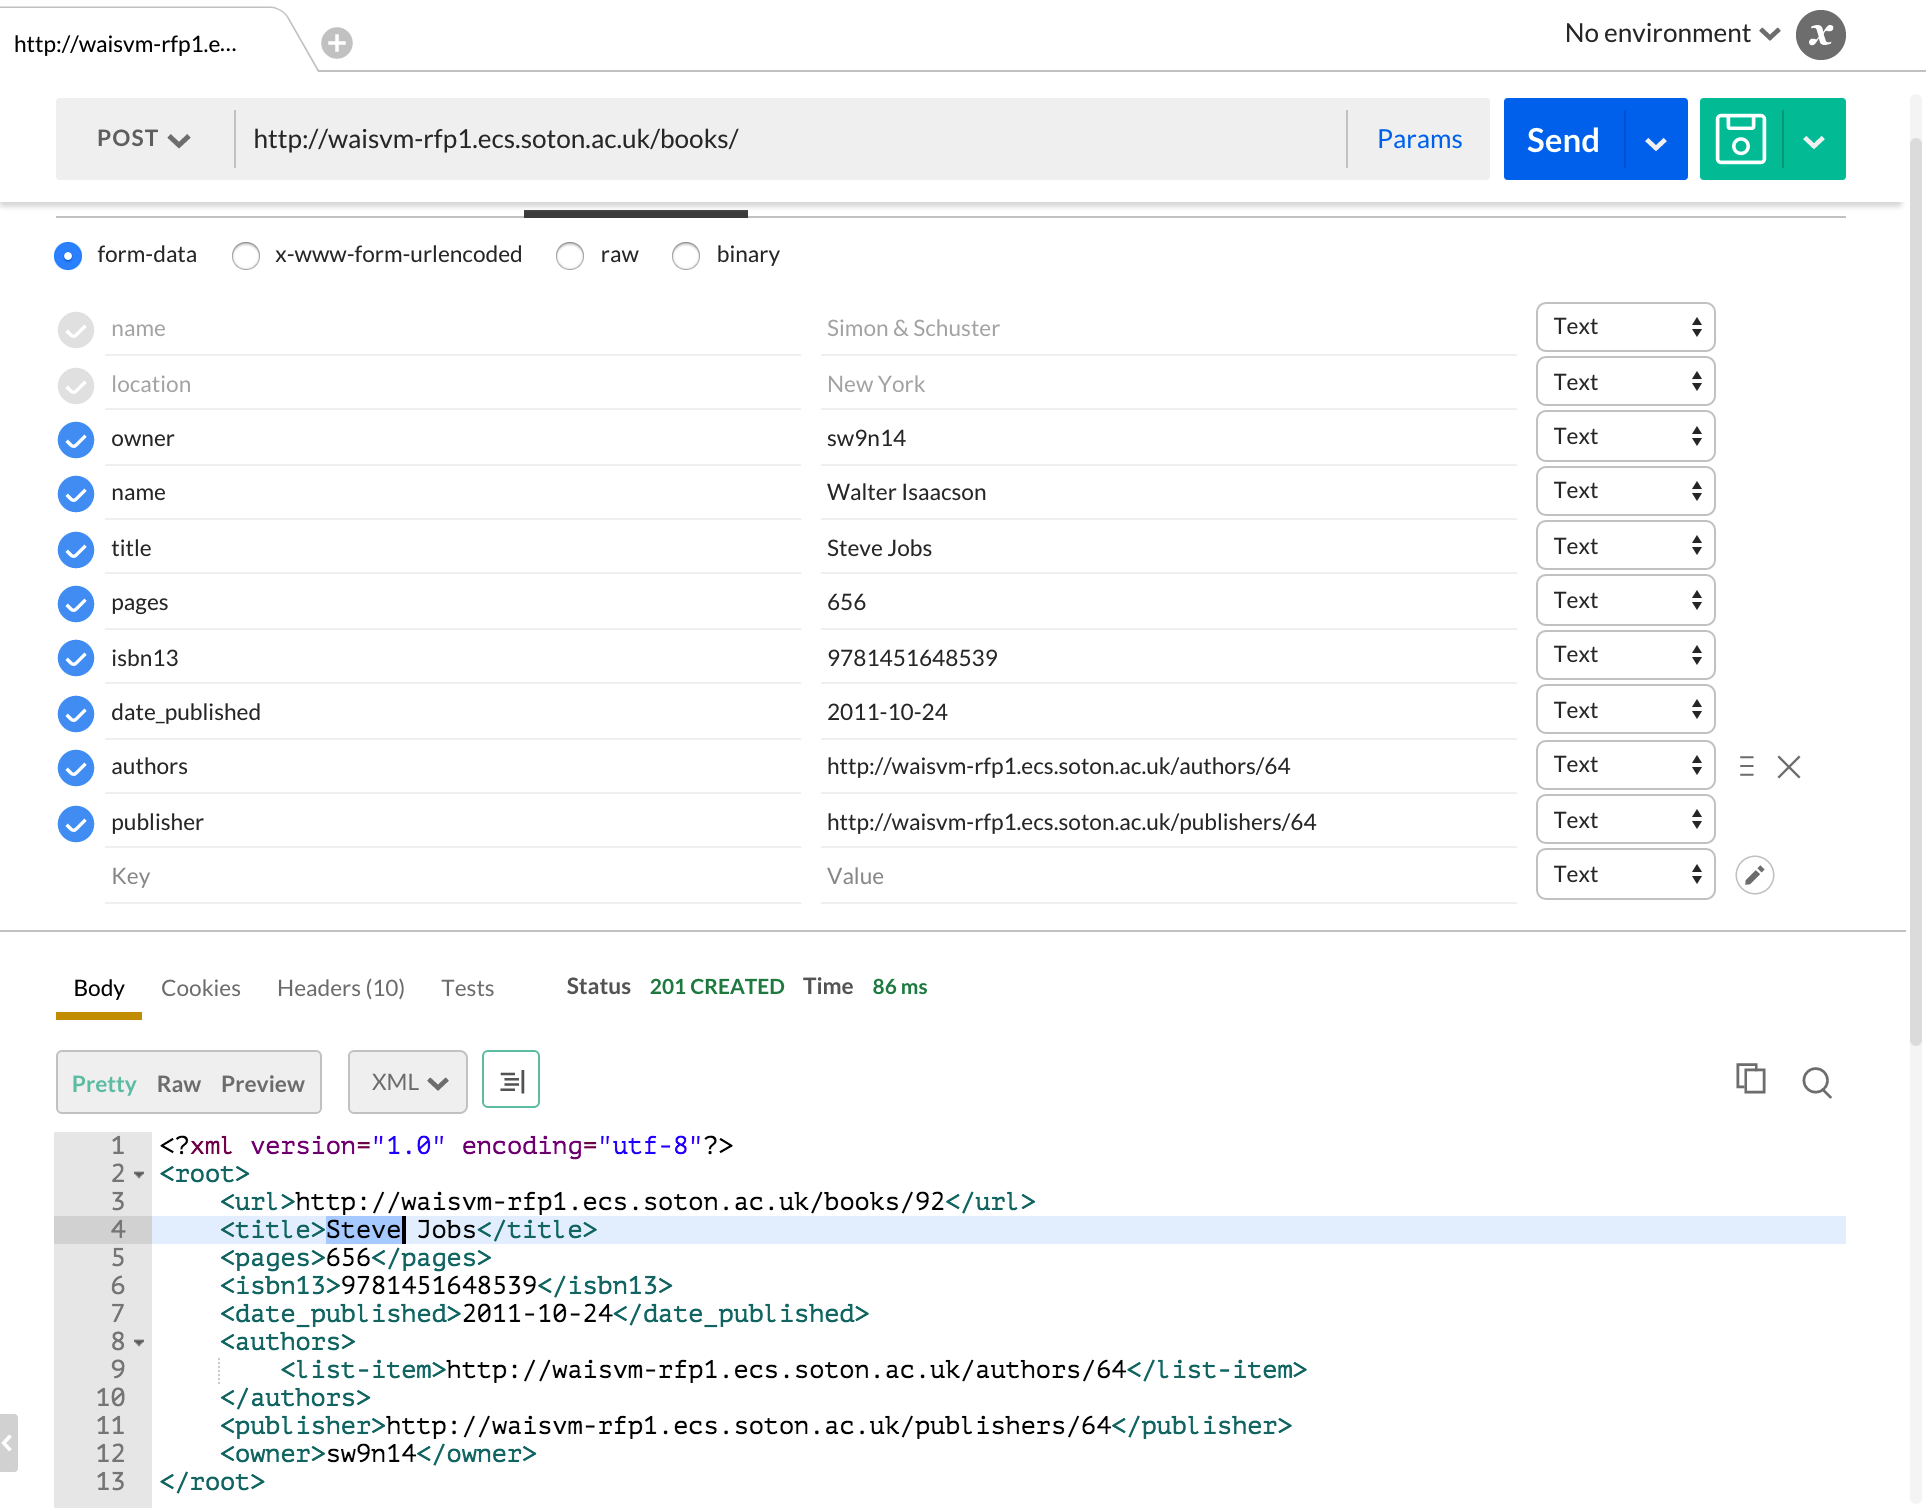 http://waisvm-rfp1.e...
No environment
POST http://waisvm-rfp1.ecs.soton.ac.uk/books/ Params Send
form-data x-www-form-urlencoded raw binary
name Simon & Schuster Text
location New York Text
owner sw9n14 Text
name Walter Isaacson Text
title Steve Jobs Text
pages 656 Text
isbn13 9781451648539 Text
date_published 2011-10-24 Text
authors http://waisvm-rfp1.ecs.soton.ac.uk/authors/64 Text
publisher http://waisvm-rfp1.ecs.soton.ac.uk/publishers/64 Text
Key Value Text
Body Cookies Headers (10) Tests Status 201 CREATED Time 86 ms
Pretty Raw Preview XML
1 <?xml version="1.0" encoding="utf-8"?>
2 <root>
3 <url>http://waisvm-rfp1.ecs.soton.ac.uk/books/92</url>
4 <title>Steve Jobs</title>
5 <pages>656</pages>
6 <isbn13>9781451648539</isbn13>
7 <date_published>2011-10-24</date_published>
8 <authors>
9 <list-item>http://waisvm-rfp1.ecs.soton.ac.uk/authors/64</list-item>
10 </authors>
11 <publisher>http://waisvm-rfp1.ecs.soton.ac.uk/publishers/64</publisher>
12 <owner>sw9n14</owner>
13 </root>